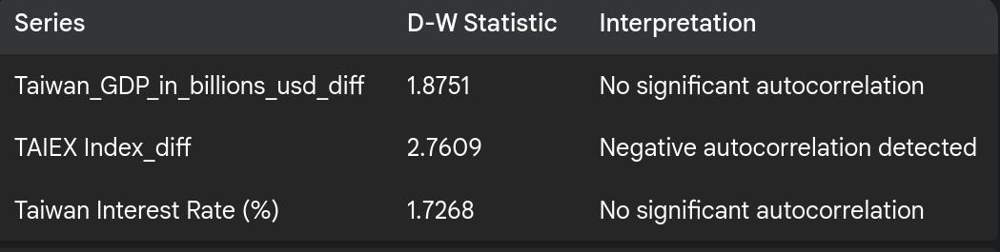 Series D-W Statistic Interpretation
Taiwan_GDP_in_billions_usd_diff 1.8751 No significant autocorrelation
TAIEX Index_diff 2.7609 Negative autocorrelation detected
Taiwan Interest Rate (%) 1.7268 No significant autocorrelation